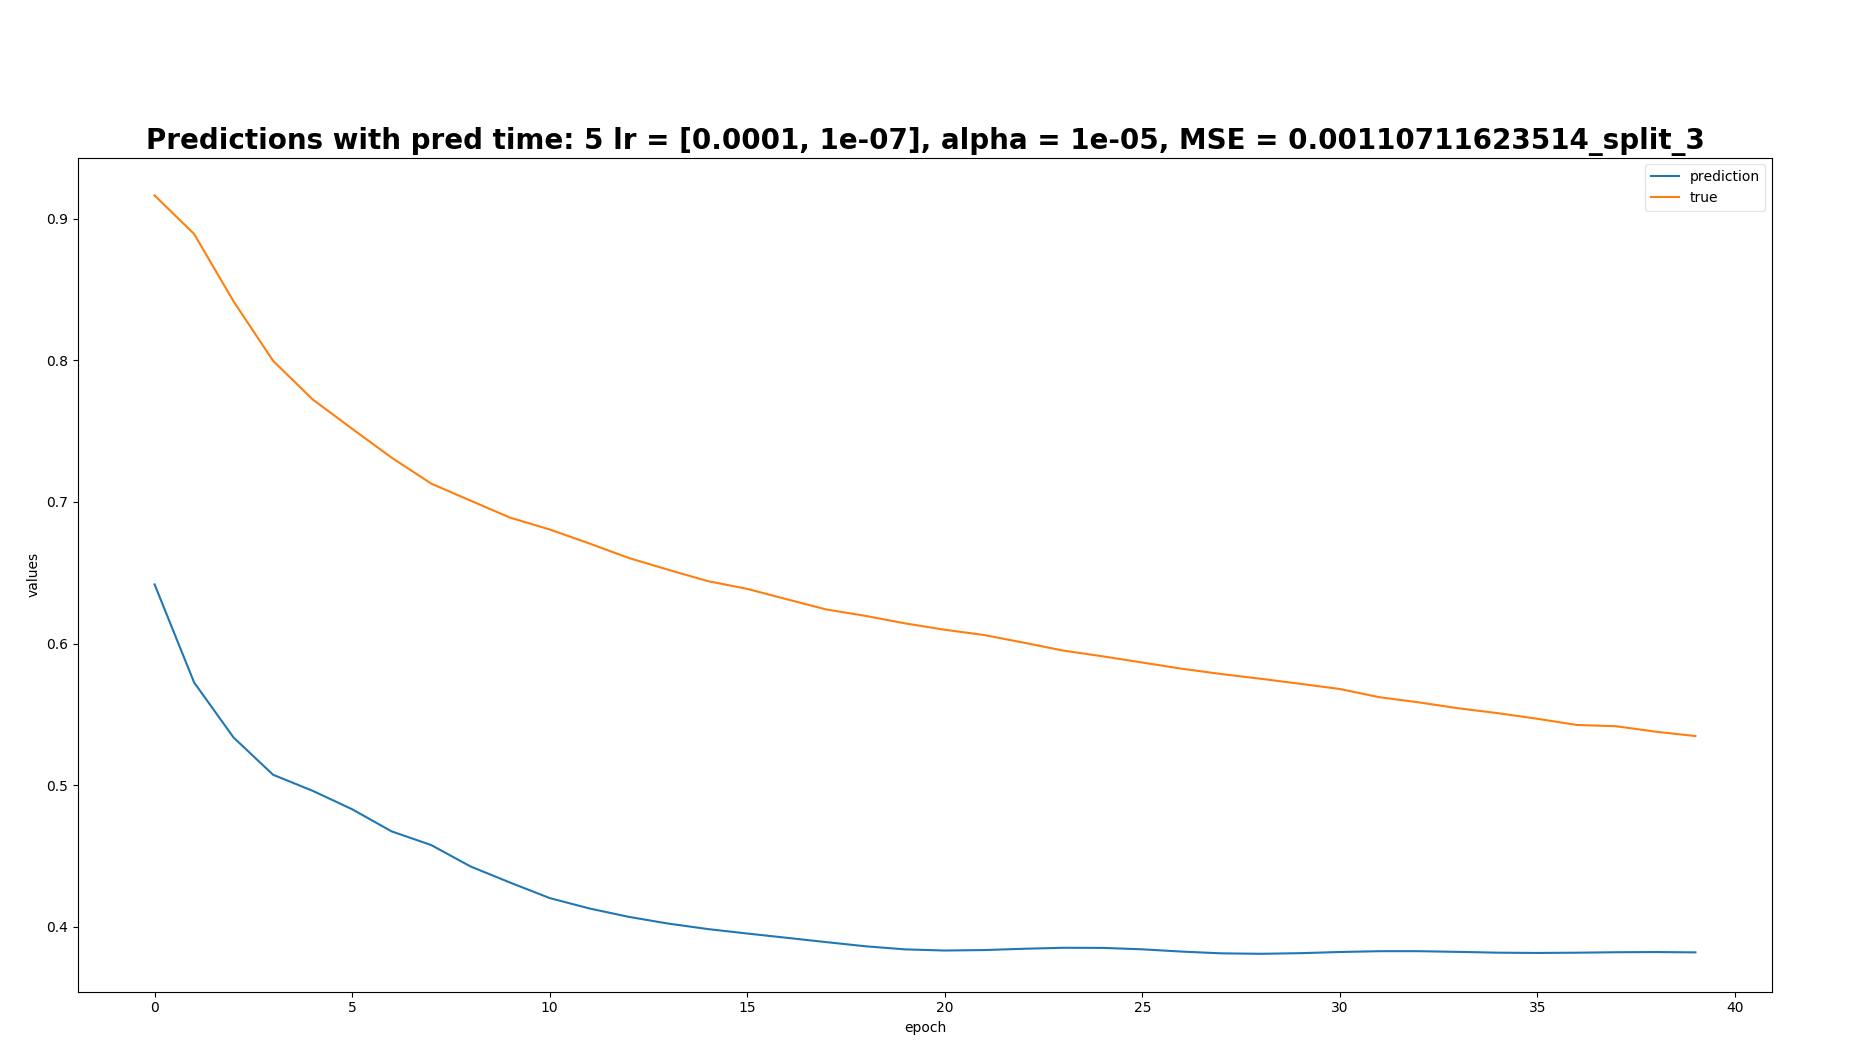 Predictions with pred time: 5 lr = [0.0001, 1e-07], alpha = 1e-05, MSE = 0.00110711623514_split_3
prediction
true
0.9
0.8
0.7
0.6
0.5
0.4
values
0 5 10 15 20 25 30 35 40
epoch